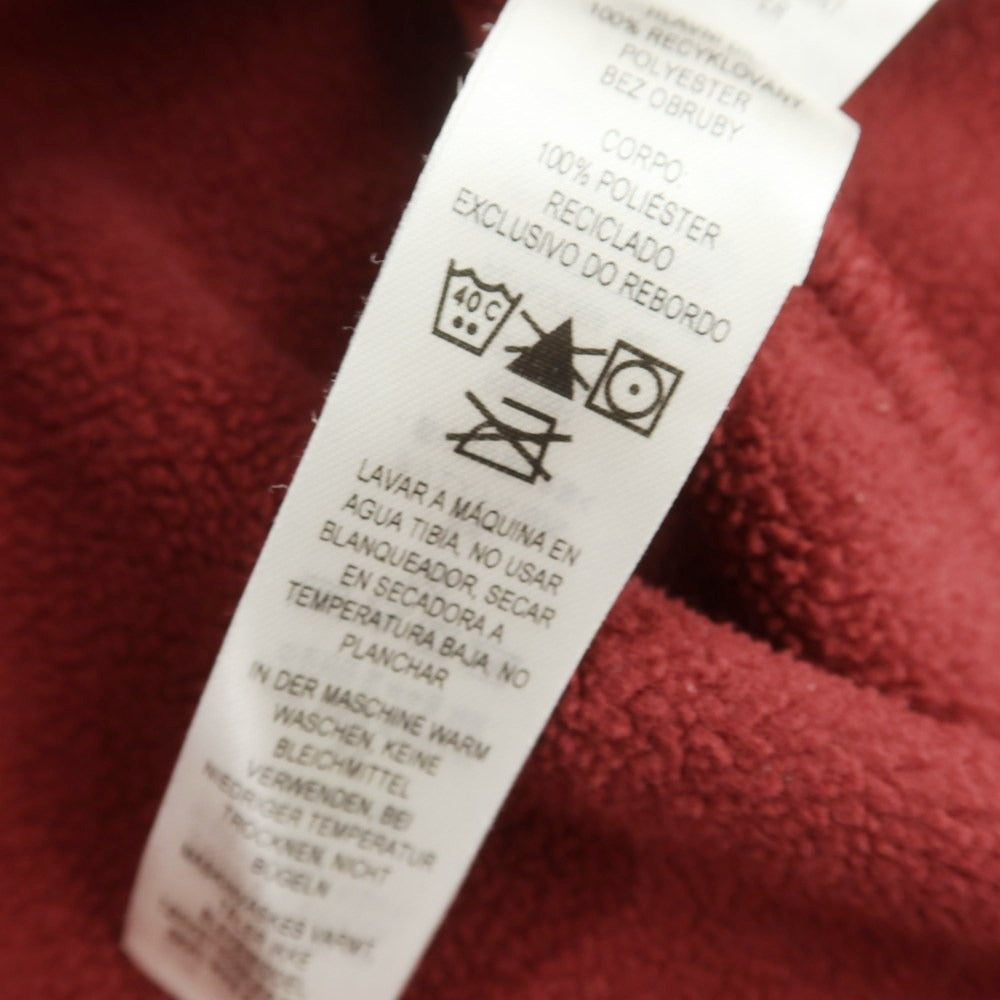 100% RECYKLOVANÝ
POLYESTER
BEZ OBRUBY
CORPO:
100% POLIÉSTER
RECICLADO
EXCLUSIVO DO REBORDO
40 C
LAVAR A MÁQUINA EN
AGUA TIBIA, NO USAR
BLANQUEADOR, SECAR
EN SECADORA A
TEMPERATURA BAJA, NO
PLANCHAR
IN DER MASCHINE WARM
WASCHEN, KEINE
BLEICHMITTEL
VERWENDEN, BEI
NIEDRIGER TEMPERATUR
TROCKNEN, NICHT
BÜGELN
VARMT,